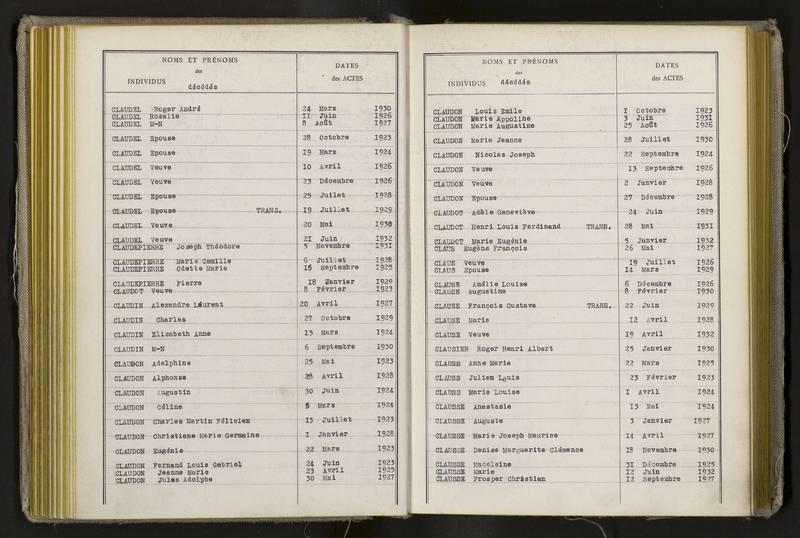 NOMS ET PRÉNOMS
des
INDIVIDUS décédés
DATES
des ACTES
CLAUDEL Roger André 24 Mars 1930
CLAUDEL Rosalie 11 Juin 1926
CLAUDEL M-N 8 Août 1927
CLAUDEL Epouse 28 Octobre 1923
CLAUDEL Epouse 19 Mars 1924
CLAUDEL Veuve 10 Avril 1926
CLAUDEL Veuve 23 Décembre 1926
CLAUDEL Epouse 25 Juilet 1928
CLAUDEL Epouse TRANS. 19 Juillet 1929
CLAUDEL Veuve 20 Mai 1930
CLAUDEL Veuve 21 Juin 1932
CLAUDEPIERRE Joseph Théodore 3 Novembre 1931
CLAUDEPIERRE Marie Camille 6 Juillet 1928
CLAUDEPIERRE Odette Marie 16 Septembre 1925
CLAUDEPIERRE Pierre 18 Janvier 1929
CLAUDOT Veuve 8 Février 1923
CLAUDIN Alexandre Laurent 20 Avril 1927
CLAUDIN Charles 27 Octobre 1929
CLAUDIN Elisabeth Anne 15 Mars 1924
CLAUDIN M-N 6 Septembre 1930
CLAUDON Adelphine 25 Mai 1923
CLAUDON Alphonse 28 Avril 1928
CLAUDON Augustin 30 Juin 1924
CLAUDON Céline 5 Mars 1924
CLAUDON Charles Martin Félicien 13 Juillet 1923
CLAUDON Christiane Marie Germaine 1 Janvier 1928
CLAUDON Eugénie 22 Mars 1923
CLAUDON Fernand Louis Gabriel 24 Juin 1923
CLAUDON Jeanne Marie 23 Avril 1925
CLAUDON Jules Adolphe 30 Mai 1927
NOMS ET PRÉNOMS
des
INDIVIDUS décédés
DATES
des ACTES
CLAUDON Louis Emile 1 Octobre 1923
CLAUDON Marie Appoline 3 Juin 1931
CLAUDON Marie Augustine 25 Août 1926
CLAUDON Marie Jeanne 28 Juillet 1930
CLAUDON Nicolas Joseph 22 Septembre 1924
CLAUDON Veuve 13 Septembre 1926
CLAUDON Veuve 2 Janvier 1928
CLAUDON Epouse 27 Décembre 1928
CLAUDOT Adèle Geneviève 24 Juin 1929
CLAUDOT Henri Louis Ferdinand TRANS. 28 Mai 1931
CLAUDOT Marie Eugénie 5 Janvier 1932
CLAUS Eugène François 26 Mai 1927
CLAUS Veuve 19 Juillet 1926
CLAUS Epouse 14 Mars 1929
CLAUSE Amélie Louise 6 Décembre 1926
CLAUSE Augustine 8 Février 1930
CLAUSE François Gustave TRANS. 22 Juin 1929
CLAUSE Marie 12 Avril 1928
CLAUSE Veuve 19 Avril 1932
CLAUSIER Roger Henri Albert 25 Janvier 1930
CLAUSS Anne Marie 22 Mars 1925
CLAUSS Julien Louis 23 Février 1923
CLAUSS Marie Louise 1 Avril 1924
CLAUSSE Anastasie 13 Mai 1924
CLAUSSE Auguste 3 Janvier 1927
CLAUSSE Marie Joseph Maurice 14 Avril 1927
CLAUSSE Denise Marguerite Clémence 18 Novembre 1930
CLAUSSE Madeleine 31 Décembre 1925
CLAUSSE Marie 12 Juin 1932
CLAUSSE Prosper Christian 12 Septembre 1927